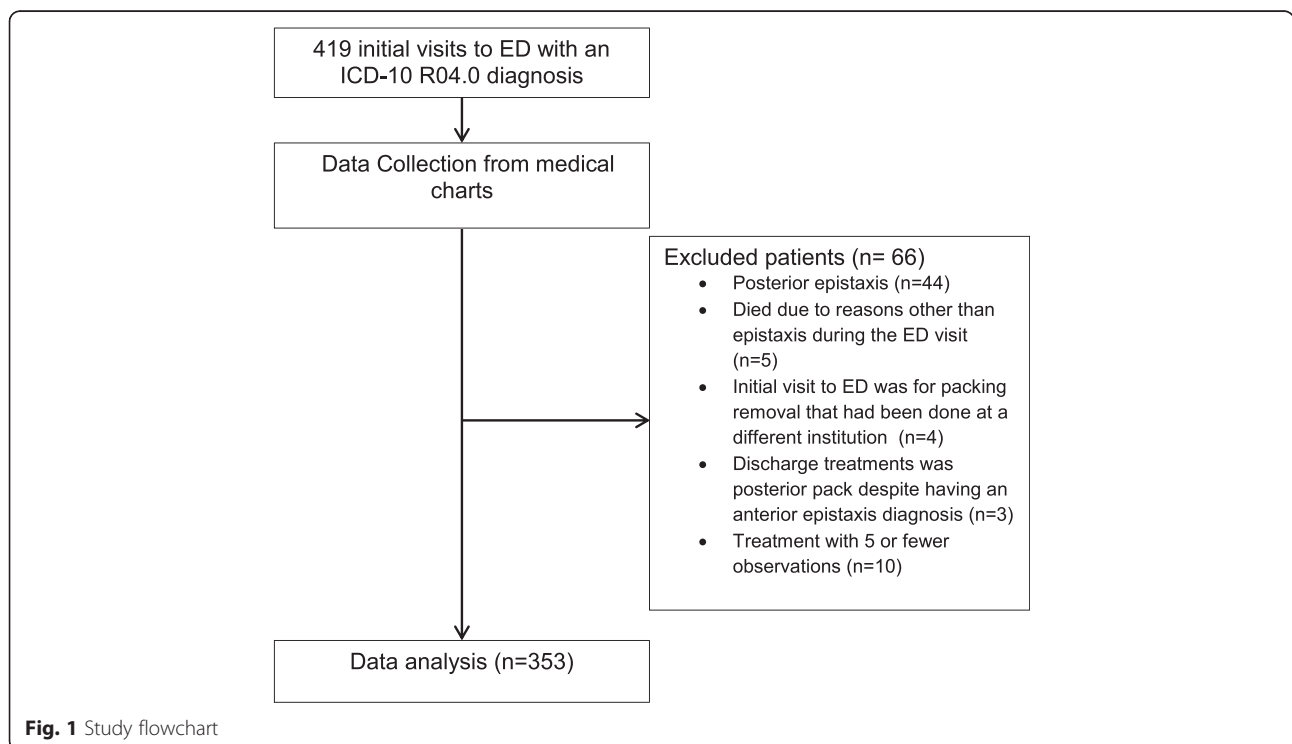 419 initial visits to ED with an
ICD-10 R04.0 diagnosis
Data Collection from medical
charts
Excluded patients (n= 66)
• Posterior epistaxis (n=44)
• Died due to reasons other than
epistaxis during the ED visit
(n=5)
• Initial visit to ED was for packing
removal that had been done at a
different institution (n=4)
• Discharge treatments was
posterior pack despite having an
anterior epistaxis diagnosis (n=3)
• Treatment with 5 or fewer
observations (n=10)
Data analysis (n=353)
Fig. 1 Study flowchart